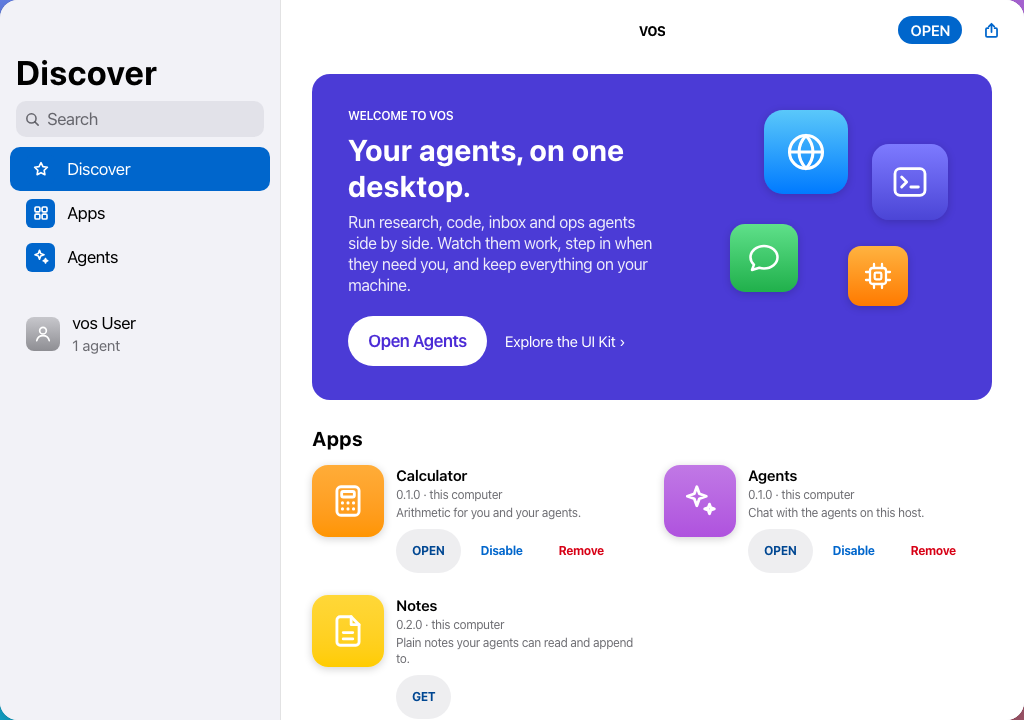 Discover
Search
Discover
Apps
Agents
vos User
1 agent
vos
OPEN
WELCOME TO VOS
Your agents, on one
desktop.
Run research, code, inbox and ops agents
side by side. Watch them work, step in when
they need you, and keep everything on your
machine.
Open Agents
Explore the UI Kit ›
Apps
Calculator
0.1.0 · this computer
Arithmetic for you and your agents.
OPEN
Disable
Remove
Agents
0.1.0 · this computer
Chat with the agents on this host.
OPEN
Disable
Remove
Notes
0.2.0 · this computer
Plain notes your agents can read and append
to.
GET